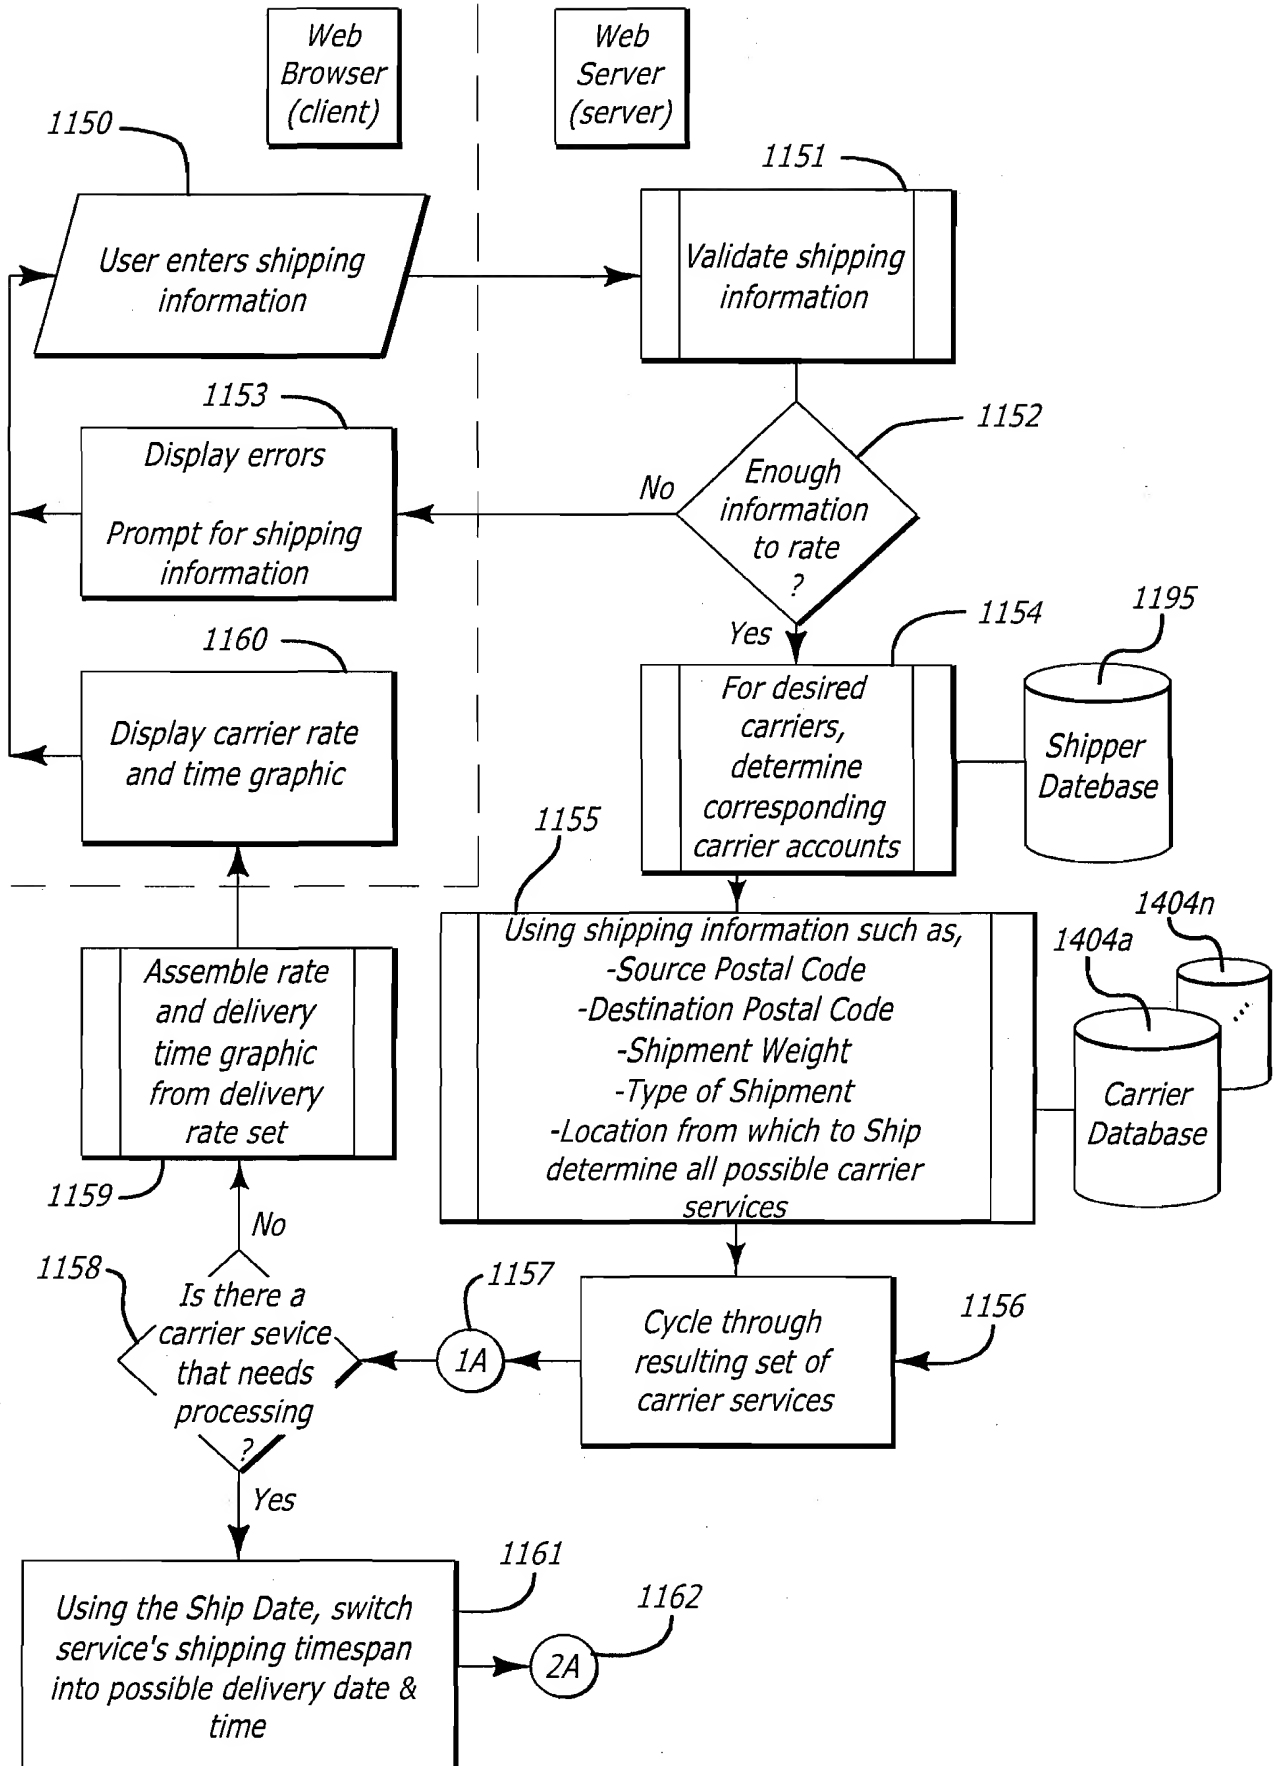 Web
Browser
(client)
Web
Server
(server)
1150
1151
User enters shipping
information
Validate shipping
information
1153
1152
Display errors
Prompt for shipping
information
No
Enough
information
to rate
?
Yes
1160
1154
1195
Display carrier rate
and time graphic
For desired
carriers,
determine
corresponding
carrier accounts
Shipper
Datebase
1155
1404n
1404a
Using shipping information such as,
-Source Postal Code
-Destination Postal Code
-Shipment Weight
-Type of Shipment
-Location from which to Ship
determine all possible carrier
services
Carrier
Database
Assemble rate
and delivery
time graphic
from delivery
rate set
1159
No
1158
Is there a
carrier sevice
that needs
processing
?
1157
1A
Cycle through
resulting set of
carrier services
1156
Yes
1161
1162
Using the Ship Date, switch
service's shipping timespan
into possible delivery date &
time
2A